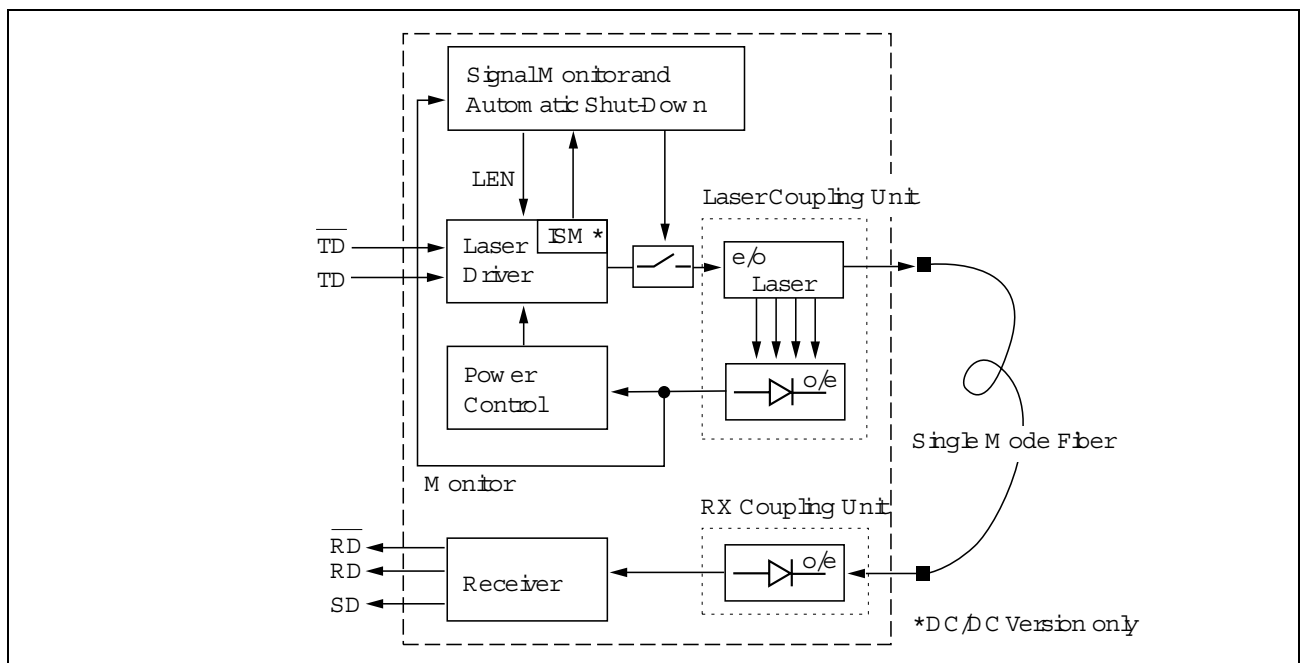 Signal Monitor and
Automatic Shut-Down
LEN
Laser Coupling Unit
TD
TD
Laser
Driver
ISM *
e/o
Laser
Power
Control
o/e
Single Mode Fiber
Monitor
RX Coupling Unit
RD
RD
SD
Receiver
o/e
*DC/DC Version only